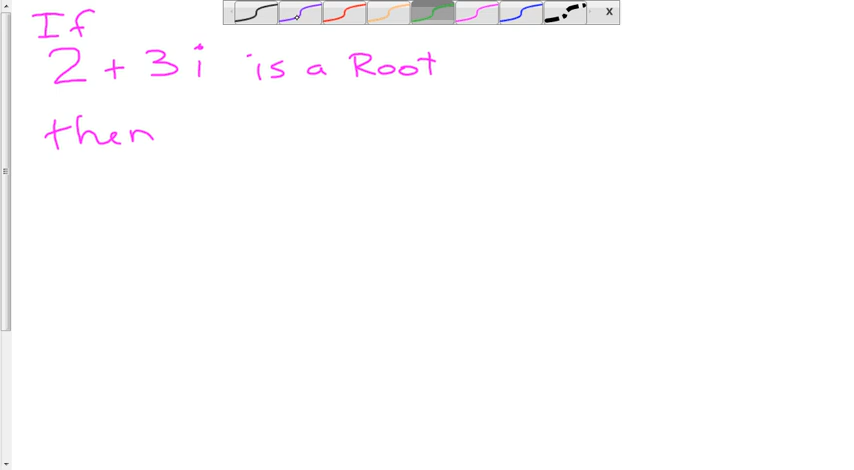 If
2 + 3i is a Root
then
X